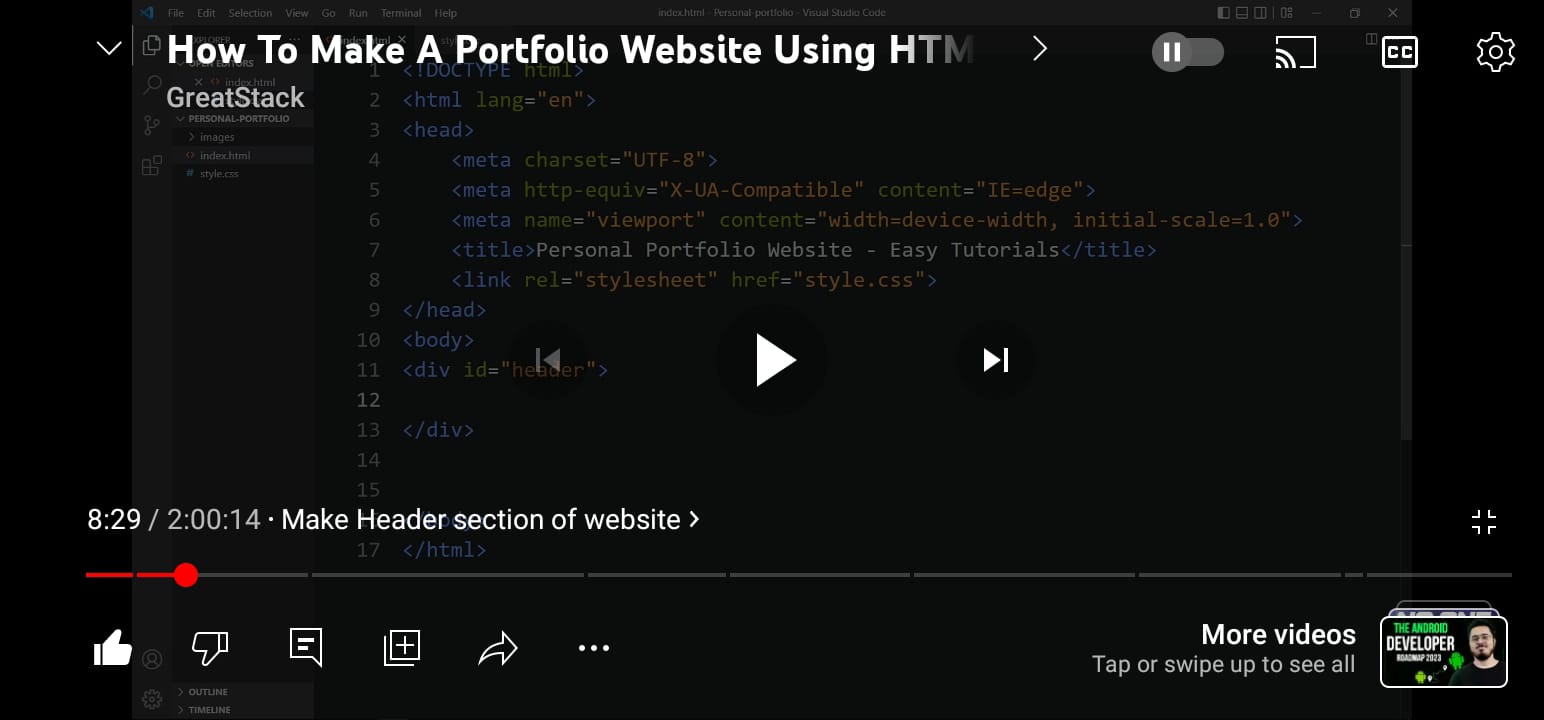 File Edit Selection View Go Run Terminal Help
index.html - Personal-portfolio - Visual Studio Code
How To Make A Portfolio Website Using HTM
GreatStack
EXPLORER
OPEN EDITORS
index.html
PERSONAL-PORTFOLIO
images
index.html
style.css
index.html
1 <!DOCTYPE html>
2 <html lang="en">
3 <head>
4 <meta charset="UTF-8">
5 <meta http-equiv="X-UA-Compatible" content="IE=edge">
6 <meta name="viewport" content="width=device-width, initial-scale=1.0">
7 <title>Personal Portfolio Website - Easy Tutorials</title>
8 <link rel="stylesheet" href="style.css">
9 </head>
10 <body>
11 <div id="header">
12
13 </div>
14
15
8:29 / 2:00:14 · Make Header section of website
17 </html>
CC
More videos
Tap or swipe up to see all
THE ANDROID
DEVELOPER
ROADMAP 2023
OUTLINE
TIMELINE